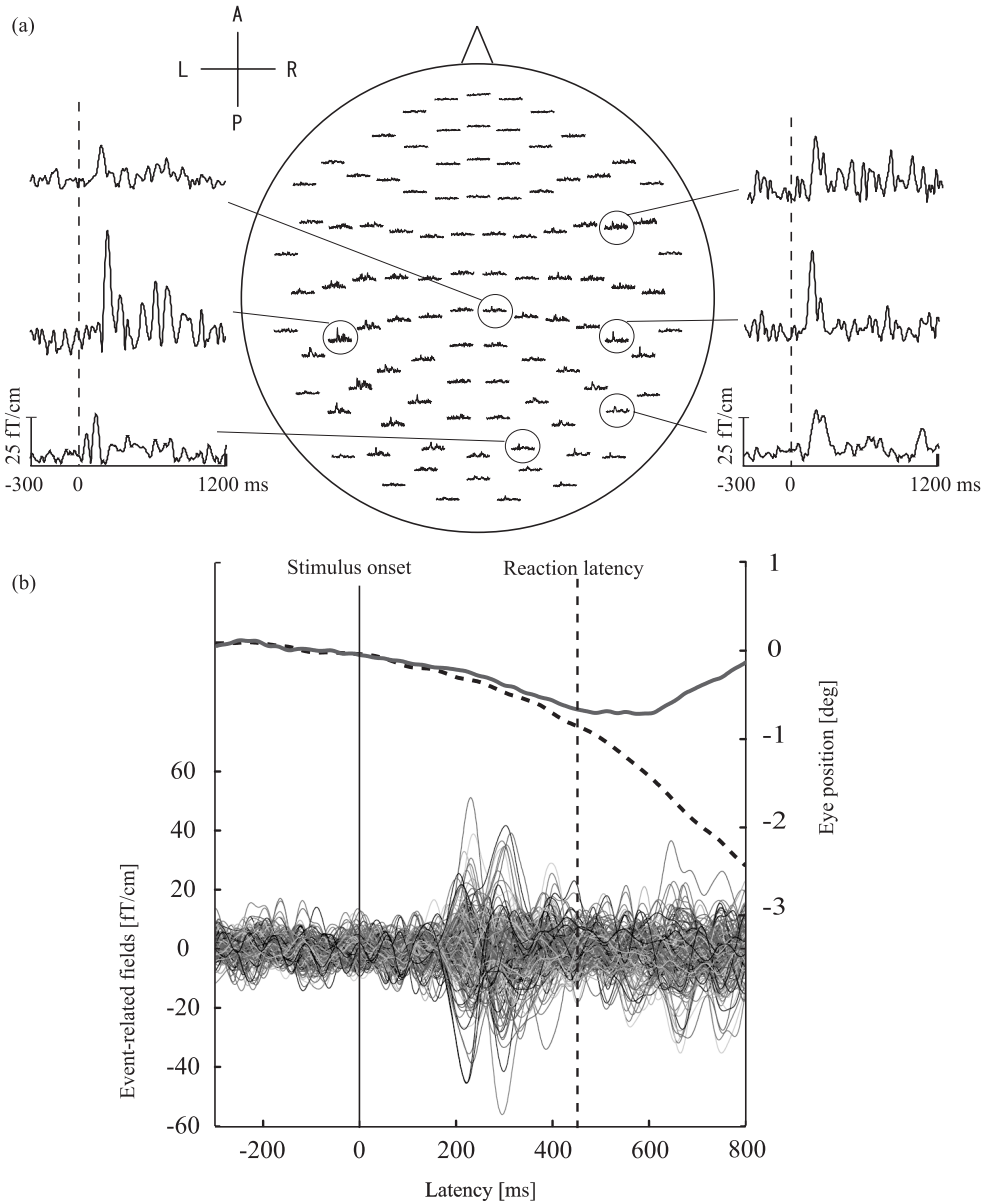 (a)
A
L R
P
25 fT/cm
-300 0 1200 ms
25 fT/cm
-300 0 1200 ms
(b)
Stimulus onset Reaction latency
1
0
-1
-2
-3
Eye position [deg]
60
40
20
0
-20
-40
-60
Event-related fields [fT/cm]
-200 0 200 400 600 800
Latency [ms]